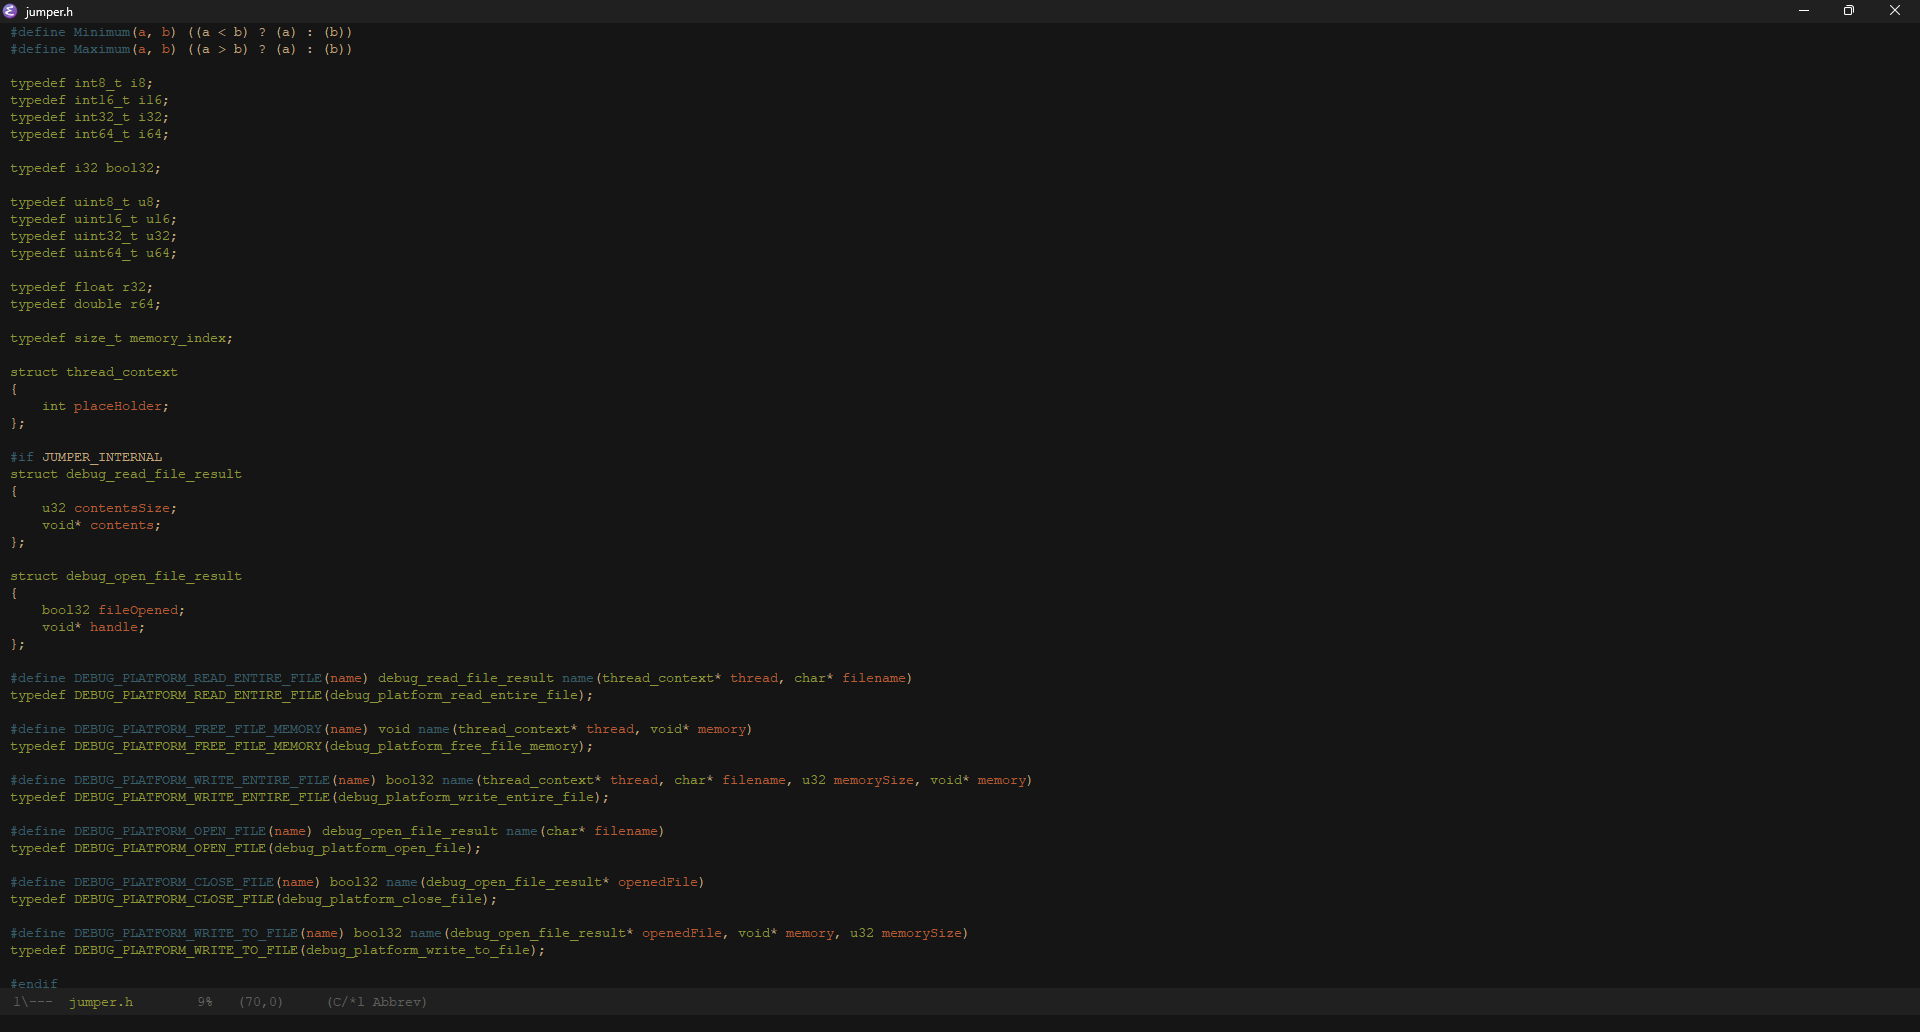 jumper.h
#define Minimum(a, b) ((a < b) ? (a) : (b))
#define Maximum(a, b) ((a > b) ? (a) : (b))
typedef int8_t i8;
typedef int16_t i16;
typedef int32_t i32;
typedef int64_t i64;
typedef i32 bool32;
typedef uint8_t u8;
typedef uint16_t u16;
typedef uint32_t u32;
typedef uint64_t u64;
typedef float r32;
typedef double r64;
typedef size_t memory_index;
struct thread_context
{
    int placeHolder;
};
#if JUMPER_INTERNAL
struct debug_read_file_result
{
    u32 contentsSize;
    void* contents;
};
struct debug_open_file_result
{
    bool32 fileOpened;
    void* handle;
};
#define DEBUG_PLATFORM_READ_ENTIRE_FILE(name) debug_read_file_result name(thread_context* thread, char* filename)
typedef DEBUG_PLATFORM_READ_ENTIRE_FILE(debug_platform_read_entire_file);
#define DEBUG_PLATFORM_FREE_FILE_MEMORY(name) void name(thread_context* thread, void* memory)
typedef DEBUG_PLATFORM_FREE_FILE_MEMORY(debug_platform_free_file_memory);
#define DEBUG_PLATFORM_WRITE_ENTIRE_FILE(name) bool32 name(thread_context* thread, char* filename, u32 memorySize, void* memory)
typedef DEBUG_PLATFORM_WRITE_ENTIRE_FILE(debug_platform_write_entire_file);
#define DEBUG_PLATFORM_OPEN_FILE(name) debug_open_file_result name(char* filename)
typedef DEBUG_PLATFORM_OPEN_FILE(debug_platform_open_file);
#define DEBUG_PLATFORM_CLOSE_FILE(name) bool32 name(debug_open_file_result* openedFile)
typedef DEBUG_PLATFORM_CLOSE_FILE(debug_platform_close_file);
#define DEBUG_PLATFORM_WRITE_TO_FILE(name) bool32 name(debug_open_file_result* openedFile, void* memory, u32 memorySize)
typedef DEBUG_PLATFORM_WRITE_TO_FILE(debug_platform_write_to_file);
#endif
1\--- jumper.h 9% (70,0) (C/*l Abbrev)